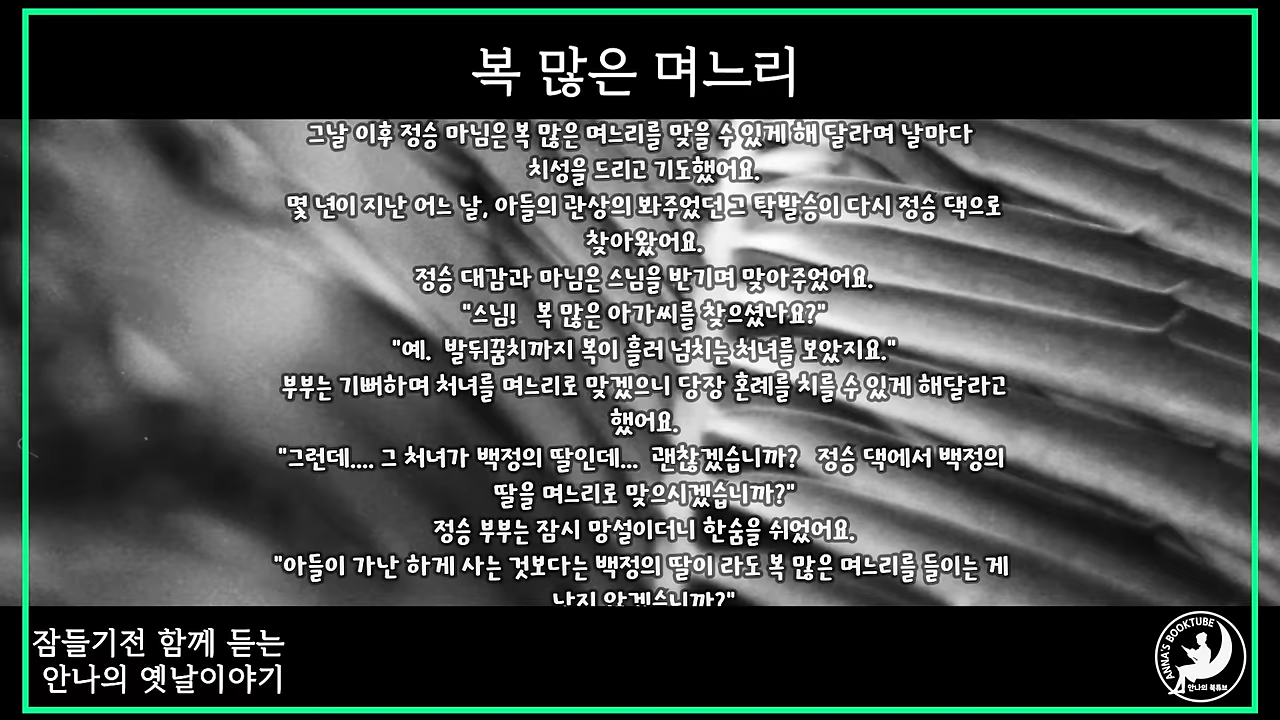 복 많은 며느리
그날 이후 정승 마님은 복 많은 며느리를 맞을 수 있게 해 달라며 날마다
치성을 드리고 기도했어요.
몇 년이 지난 어느 날, 아들의 관상의 봐주었던 그 탁발승이 다시 정승 댁으로
찾아왔어요.
정승 대감과 마님은 스님을 반기며 맞아주었어요.
"스님! 복 많은 아가씨를 찾으셨나요?"
"예. 발뒤꿈치까지 복이 흘러 넘치는 처녀를 보았지요."
부부는 기뻐하며 처녀를 며느리로 맞겠으니 당장 혼례를 치를 수 있게 해달라고
했어요.
"그런데.... 그 처녀가 백정의 딸인데... 괜찮겠습니까? 정승 댁에서 백정의
딸을 며느리로 맞으시겠습니까?"
정승 부부는 잠시 망설이더니 한숨을 쉬었어요.
"아들이 가난 하게 사는 것보다는 백정의 딸이 라도 복 많은 며느리를 들이는 게
낫지 않겠습니까?"
잠들기전 함께 듣는
안나의 옛날이야기
ANNA'S BOOKTUBE
안나의 북튜브